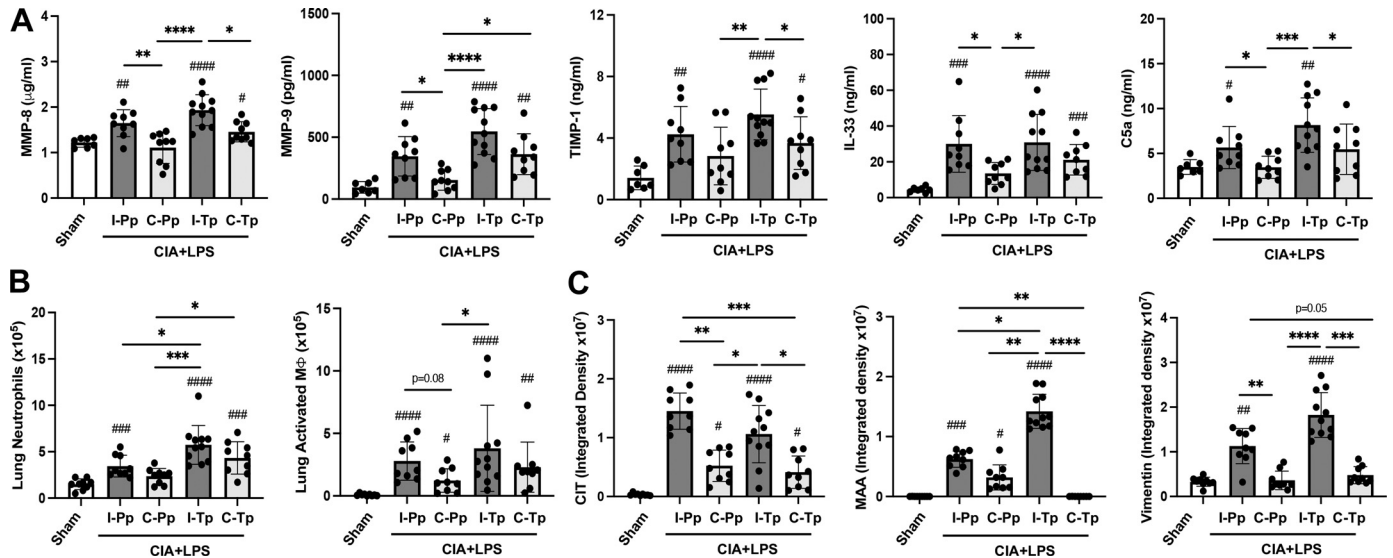 A
MMP-8 (μg/ml)
4
3
2
1
0
##
**
****
####
*
#
Sham
I-Pp
C-Pp
I-Tp
C-Tp
CIA+LPS
MMP-9 (pg/ml)
1500
1000
500
0
##
*
****
*
####
##
Sham
I-Pp
C-Pp
I-Tp
C-Tp
CIA+LPS
TIMP-1 (ng/ml)
12
10
8
6
4
2
0
##
**
####
*
#
Sham
I-Pp
C-Pp
I-Tp
C-Tp
CIA+LPS
IL-33 (ng/ml)
100
80
60
40
20
0
###
*
*
####
###
Sham
I-Pp
C-Pp
I-Tp
C-Tp
CIA+LPS
C5a (ng/ml)
20
15
10
5
0
#
*
***
##
*
Sham
I-Pp
C-Pp
I-Tp
C-Tp
CIA+LPS
B
Lung Neutrophils (x10⁵)
20
15
10
5
0
*
*
***
###
####
###
Sham
I-Pp
C-Pp
I-Tp
C-Tp
CIA+LPS
Lung Activated MΦ (x10⁵)
15
10
5
0
*
p=0.08
####
#
####
##
Sham
I-Pp
C-Pp
I-Tp
C-Tp
CIA+LPS
C
CIT (Integrated Density x10⁷)
3
2
1
0
***
**
*
*
####
#
####
#
Sham
I-Pp
C-Pp
I-Tp
C-Tp
CIA+LPS
MAA (Integrated density x10⁷)
3
2
1
0
**
*
**
****
###
#
####
Sham
I-Pp
C-Pp
I-Tp
C-Tp
CIA+LPS
Vimentin (Integrated density x10⁷)
4
3
2
1
0
p=0.05
****
***
**
##
####
Sham
I-Pp
C-Pp
I-Tp
C-Tp
CIA+LPS